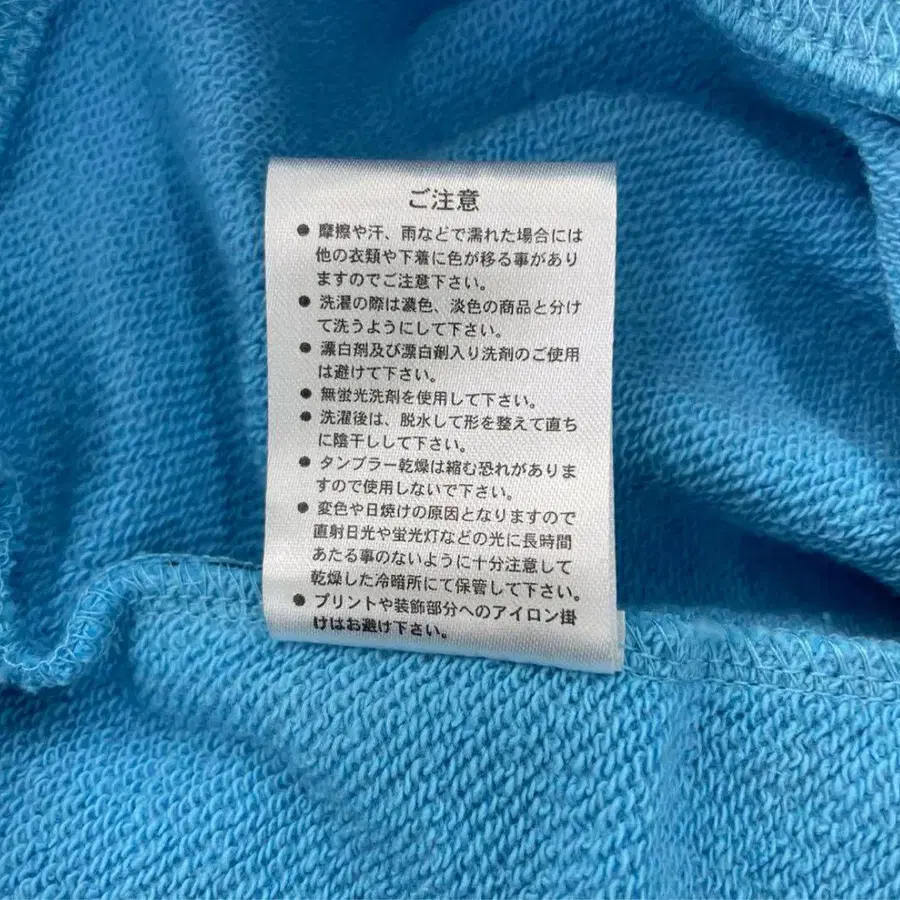 ご注意
● 摩擦や汗、雨などで濡れた場合には
他の衣類や下着に色が移る事があり
ますのでご注意下さい。
● 洗濯の際は濃色、淡色の商品と分け
て洗うようにして下さい。
● 漂白剤及び漂白剤入り洗剤のご使用
は避けて下さい。
● 無蛍光洗剤を使用して下さい。
● 洗濯後は、脱水して形を整えて直ち
に陰干しして下さい。
● タンブラー乾燥は縮む恐れがありま
すので使用しないで下さい。
● 変色や日焼けの原因となりますので
直射日光や蛍光灯などの光に長時間
あたる事のないように十分注意して
乾燥した冷暗所にて保管して下さい。
● プリントや装飾部分へのアイロン掛
けはお避け下さい。